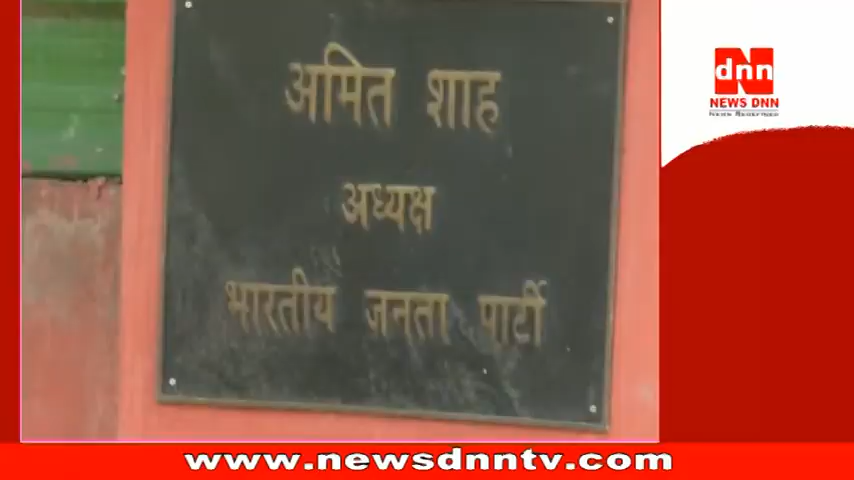 अमित शाह
अध्यक्ष
भारतीय जनता पार्टी
dnn
NEWS DNN
www.newsdnntv.com